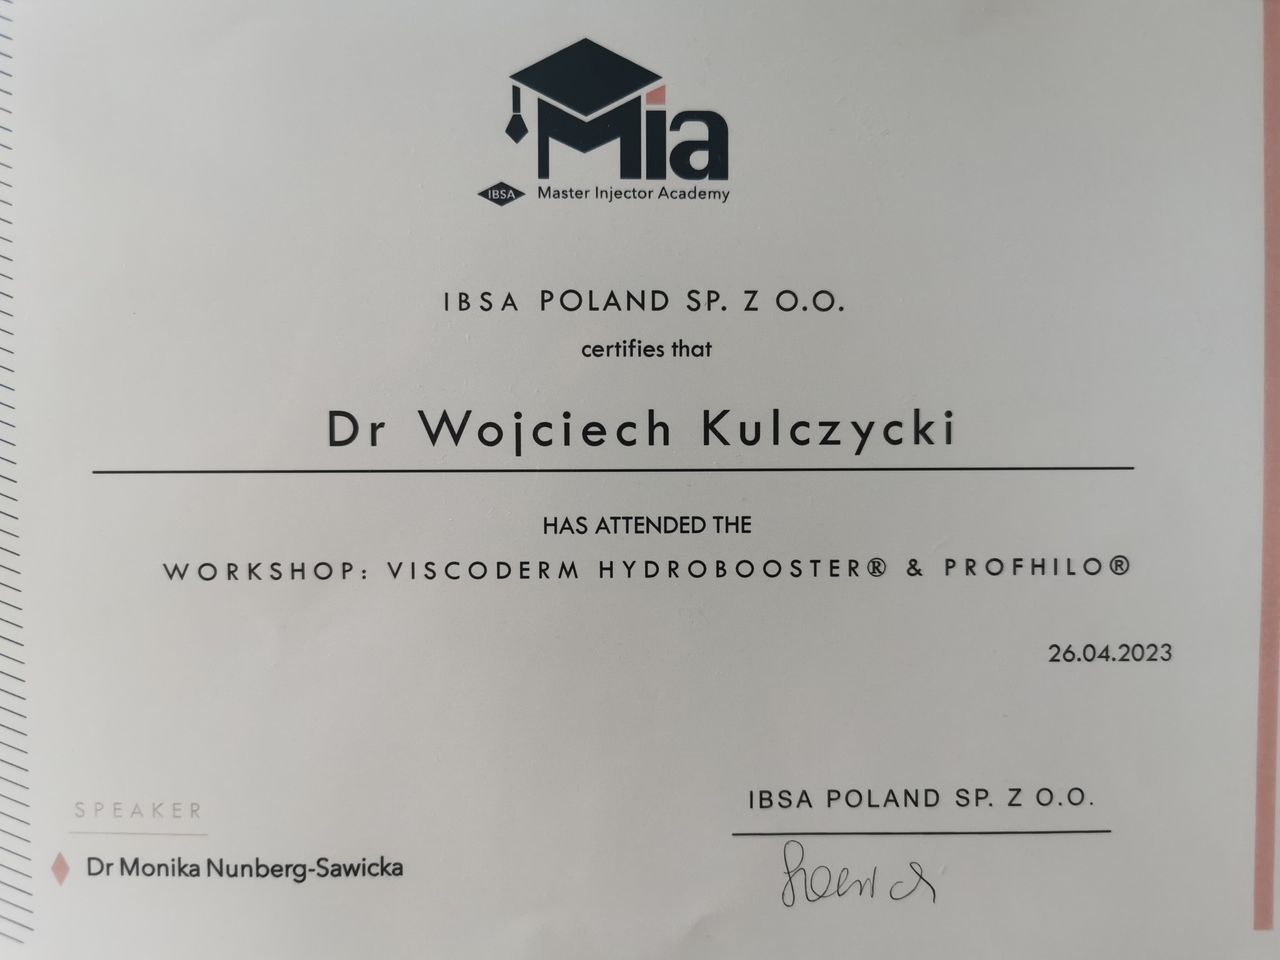 Mia
IBSA Master Injector Academy
IBSA POLAND SP. Z O.O.
certifies that
Dr Wojciech Kulczycki
HAS ATTENDED THE
WORKSHOP: VISCODERM HYDROBOOSTER® & PROFHILO®
26.04.2023
SPEAKER
Dr Monika Nunberg-Sawicka
IBSA POLAND SP. Z O.O.